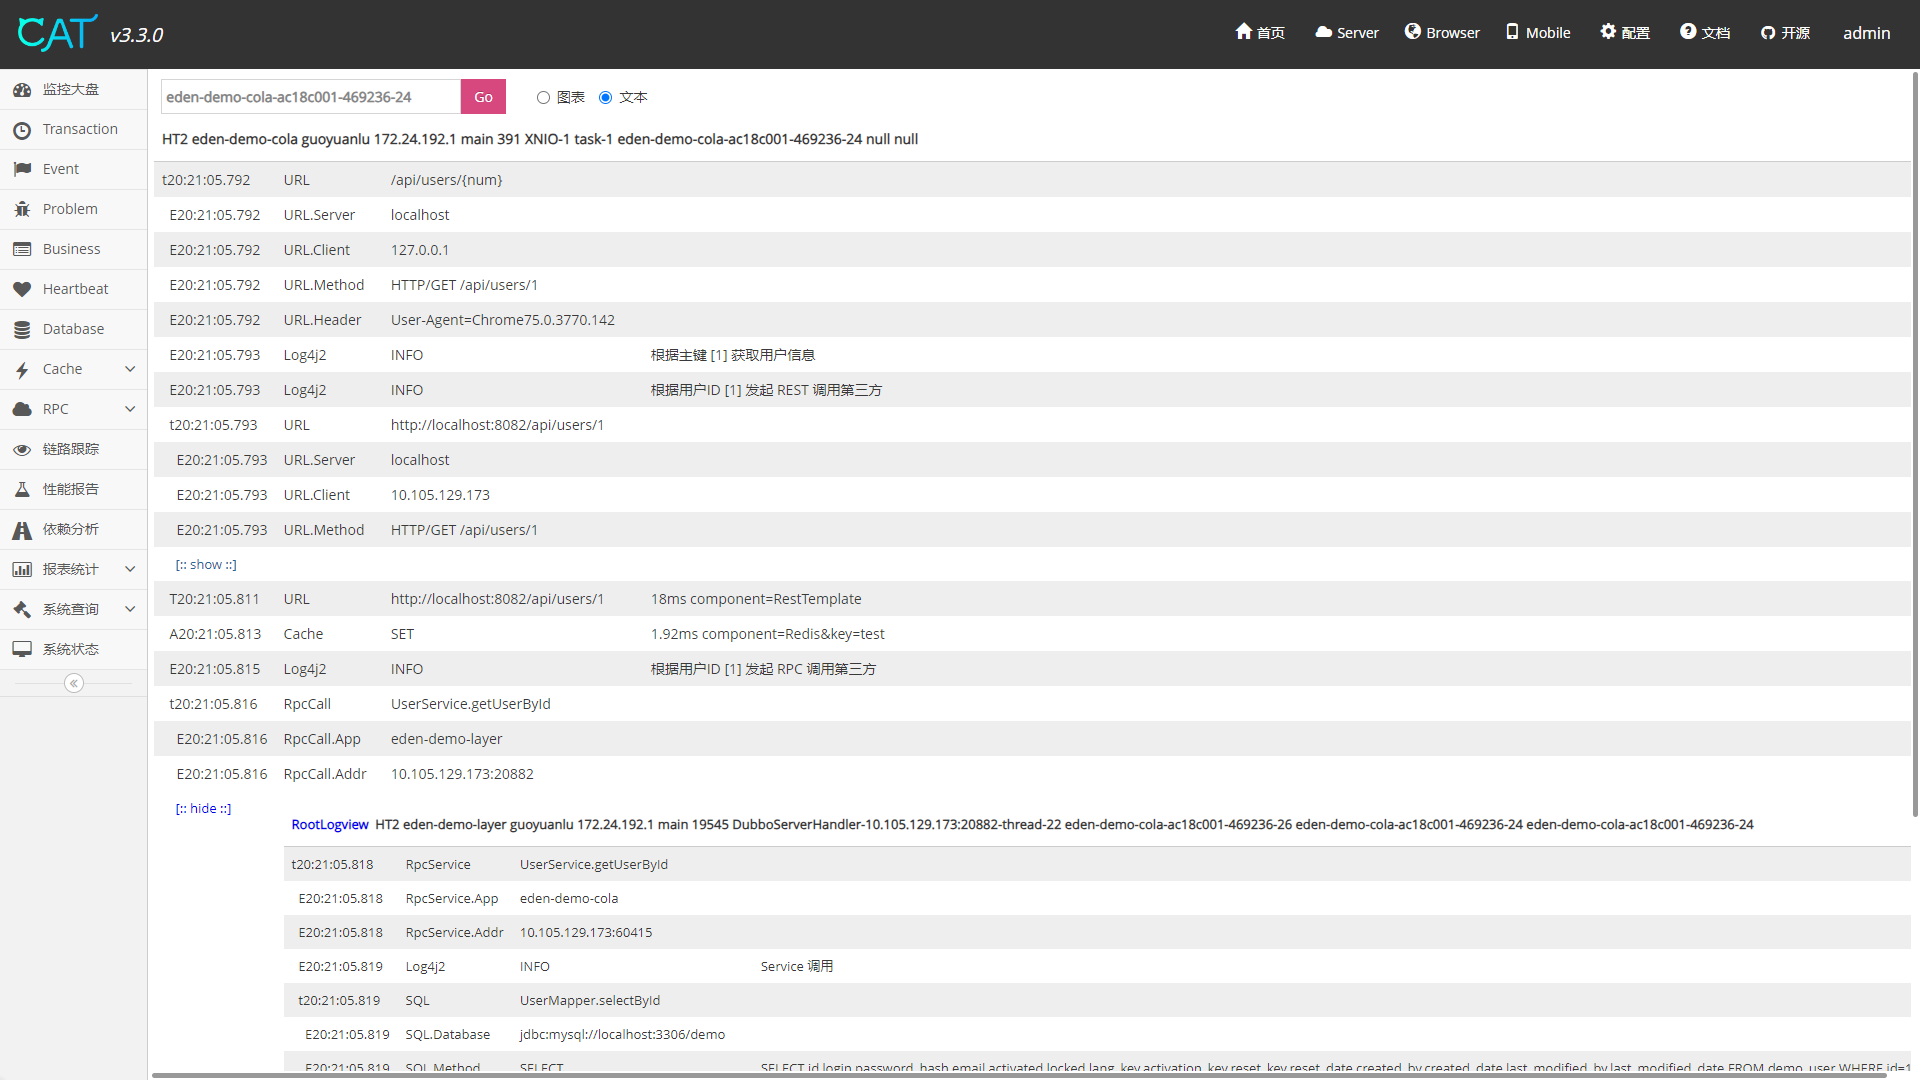 CAT v3.3.0
首页 Server Browser Mobile 配置 文档 开源 admin
监控大盘
Transaction
Event
Problem
Business
Heartbeat
Database
Cache
RPC
链路跟踪
性能报告
依赖分析
报表统计
系统查询
系统状态
eden-demo-cola-ac18c001-469236-24 Go 图表 文本
HT2 eden-demo-cola guoyuanlu 172.24.192.1 main 391 XNIO-1 task-1 eden-demo-cola-ac18c001-469236-24 null null
t20:21:05.792 URL /api/users/{num}
E20:21:05.792 URL.Server localhost
E20:21:05.792 URL.Client 127.0.0.1
E20:21:05.792 URL.Method HTTP/GET /api/users/1
E20:21:05.792 URL.Header User-Agent=Chrome75.0.3770.142
E20:21:05.793 Log4j2 INFO 根据主键 [1] 获取用户信息
E20:21:05.793 Log4j2 INFO 根据用户ID [1] 发起 REST 调用第三方
t20:21:05.793 URL http://localhost:8082/api/users/1
E20:21:05.793 URL.Server localhost
E20:21:05.793 URL.Client 10.105.129.173
E20:21:05.793 URL.Method HTTP/GET /api/users/1
[:: show ::]
T20:21:05.811 URL http://localhost:8082/api/users/1 18ms component=RestTemplate
A20:21:05.813 Cache SET 1.92ms component=Redis&key=test
E20:21:05.815 Log4j2 INFO 根据用户ID [1] 发起 RPC 调用第三方
t20:21:05.816 RpcCall UserService.getUserById
E20:21:05.816 RpcCall.App eden-demo-layer
E20:21:05.816 RpcCall.Addr 10.105.129.173:20882
[:: hide ::]
RootLogview HT2 eden-demo-layer guoyuanlu 172.24.192.1 main 19545 DubboServerHandler-10.105.129.173:20882-thread-22 eden-demo-cola-ac18c001-469236-26 eden-demo-cola-ac18c001-469236-24 eden-demo-cola-ac18c001-469236-24
t20:21:05.818 RpcService UserService.getUserById
E20:21:05.818 RpcService.App eden-demo-cola
E20:21:05.818 RpcService.Addr 10.105.129.173:60415
E20:21:05.819 Log4j2 INFO Service 调用
t20:21:05.819 SQL UserMapper.selectById
E20:21:05.819 SQL.Database jdbc:mysql://localhost:3306/demo
E20:21:05.819 SQL.Method SELECT SELECT id,login,password_hash,email,activated,locked,lang_key,activation_key,reset_key,reset_date,created_by,created_date,last_modified_by,last_modified_date FROM demo_user WHERE id=1